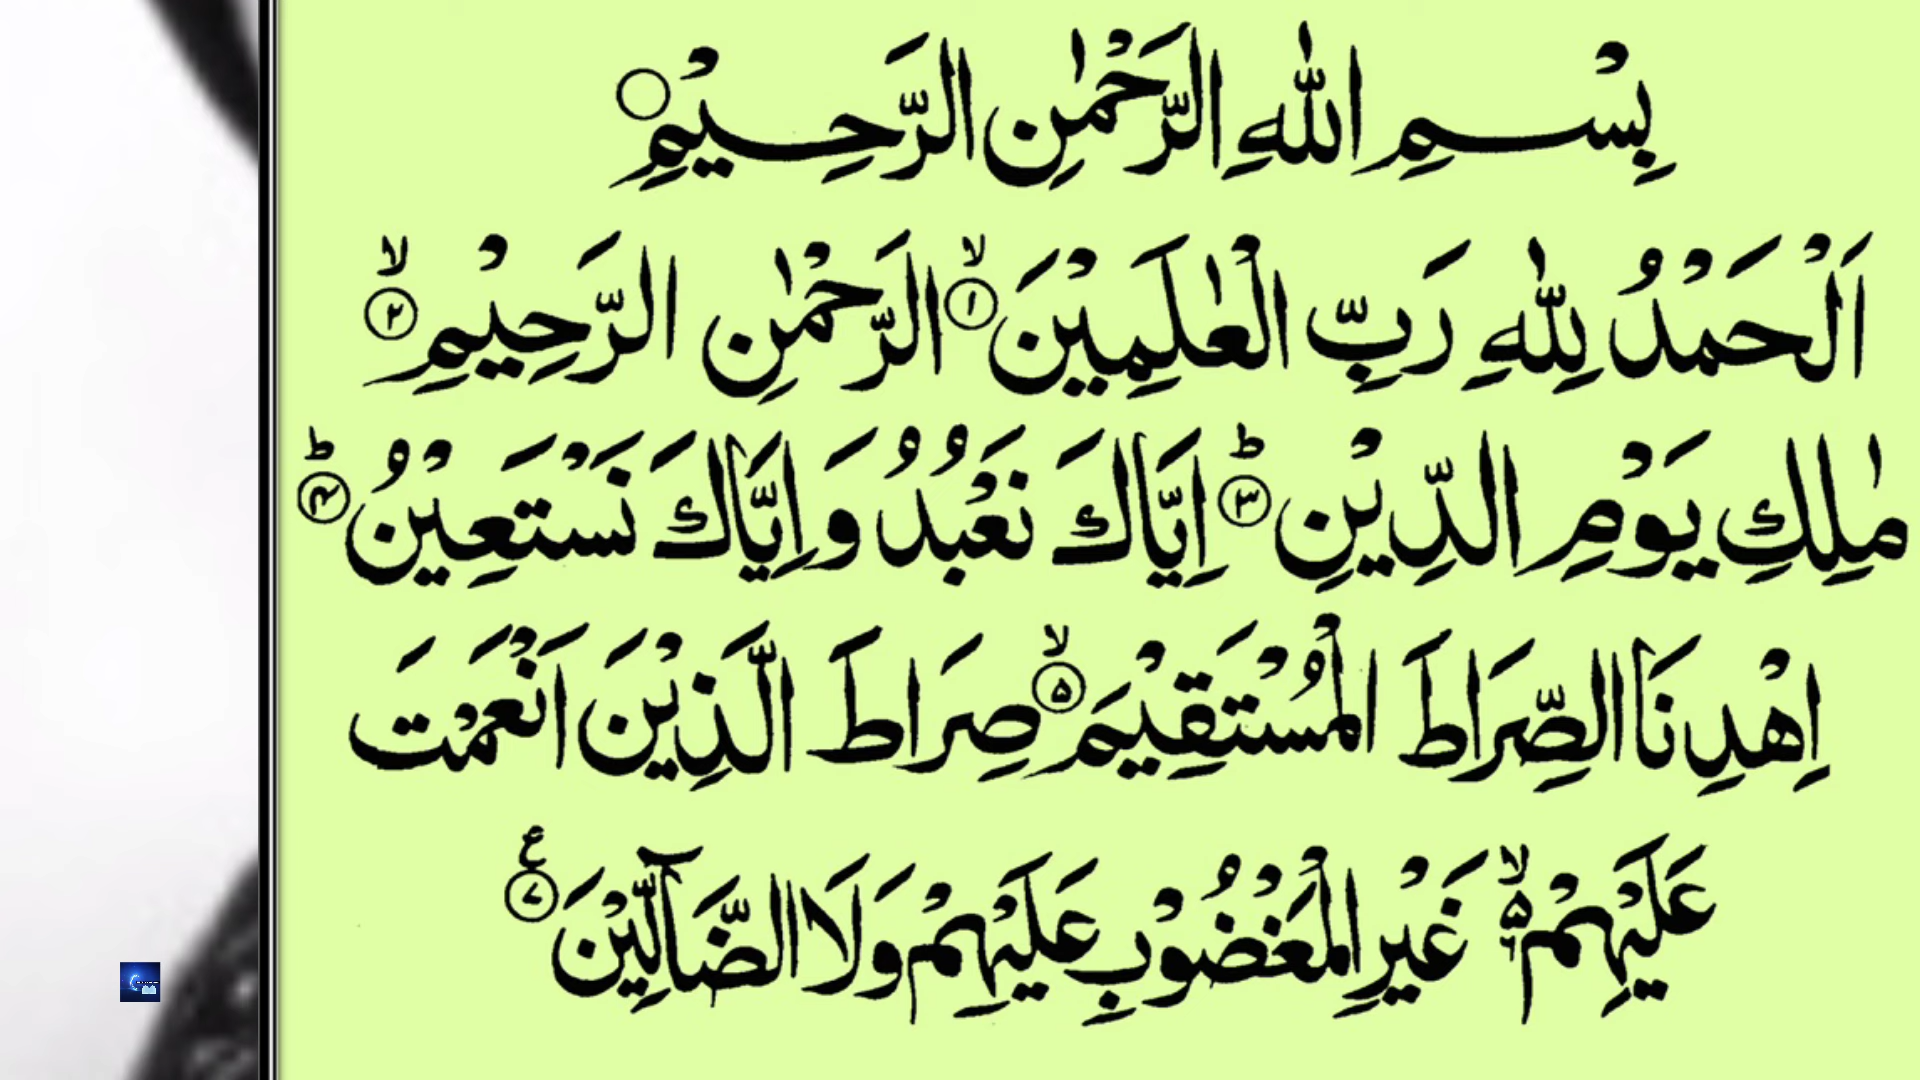 بِسْمِ اللهِ الرَّحْمٰنِ الرَّحِيْمِ ○
اَلْحَمْدُ لِلّٰهِ رَبِّ الْعٰلَمِيْنَ ۙ﴿۱﴾ الرَّحْمٰنِ الرَّحِيْمِ ۙ﴿۲﴾
مٰلِكِ يَوْمِ الدِّيْنِ ؕ﴿۳﴾ اِيَّاكَ نَعْبُدُ وَ اِيَّاكَ نَسْتَعِيْنُ ؕ﴿۴﴾
اِهْدِنَا الصِّرَاطَ الْمُسْتَقِيْمَ ۙ﴿۵﴾ صِرَاطَ الَّذِيْنَ اَنْعَمْتَ
عَلَيْهِمْ ۙ۵ غَيْرِ الْمَغْضُوْبِ عَلَيْهِمْ وَلَا الضَّآلِّيْنَ ﴿۷﴾ ع